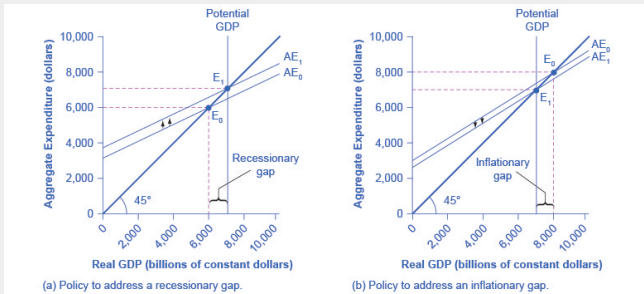 Potential
GDP
Aggregate Expenditure (dollars)
10,000
8,000
6,000
4,000
2,000
0
AE1
AE0
E1
E0
Recessionary
gap
45°
0
2,000
4,000
6,000
8,000
10,000
Real GDP (billions of constant dollars)
(a) Policy to address a recessionary gap.
Potential
GDP
Aggregate Expenditure (dollars)
10,000
8,000
6,000
4,000
2,000
0
AE0
AE1
E0
E1
Inflationary
gap
45°
0
2,000
4,000
6,000
8,000
10,000
Real GDP (billions of constant dollars)
(b) Policy to address an inflationary gap.